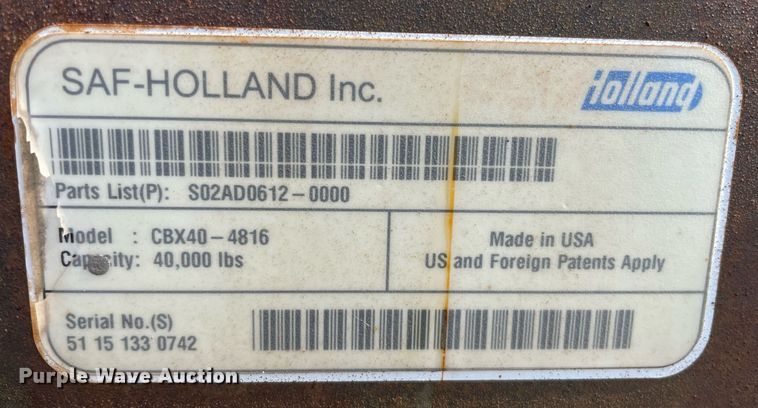 SAF-HOLLAND Inc.
Holland
Parts List(P): S02AD0612-0000
Model : CBX40-4816
Capacity: 40,000 lbs
Made in USA
US and Foreign Patents Apply
Serial No.(S)
51 15 133 0742
Purple Wave Auction